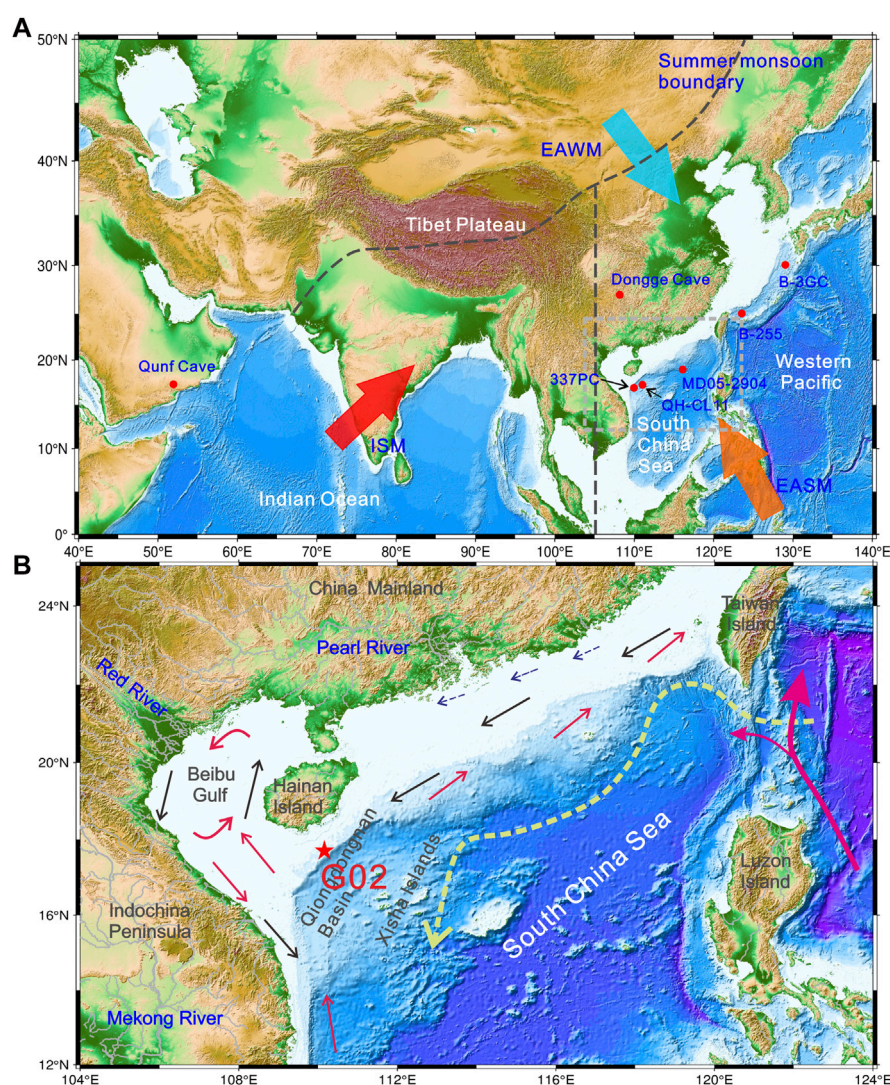 A
50°N
40°N
30°N
20°N
10°N
0°
Summer monsoon
boundary
EAWM
Tibet Plateau
Dongge Cave
B-3GC
B-255
Qunf Cave
337PC
MD05-2904
QH-CL11
Western
Pacific
South
China
Sea
ISM
EASM
Indian Ocean
40°E
50°E
60°E
70°E
80°E
90°E
100°E
110°E
120°E
130°E
140°E
B
24°N
20°N
16°N
12°N
China Mainland
Taiwan
Island
Pearl River
Red River
Beibu
Gulf
Hainan
Island
G02
Qiongdongnan
Basin
Xisha Islands
South China Sea
Luzon
Island
Indochina
Peninsula
Mekong River
104°E
108°E
112°E
116°E
120°E
124°E